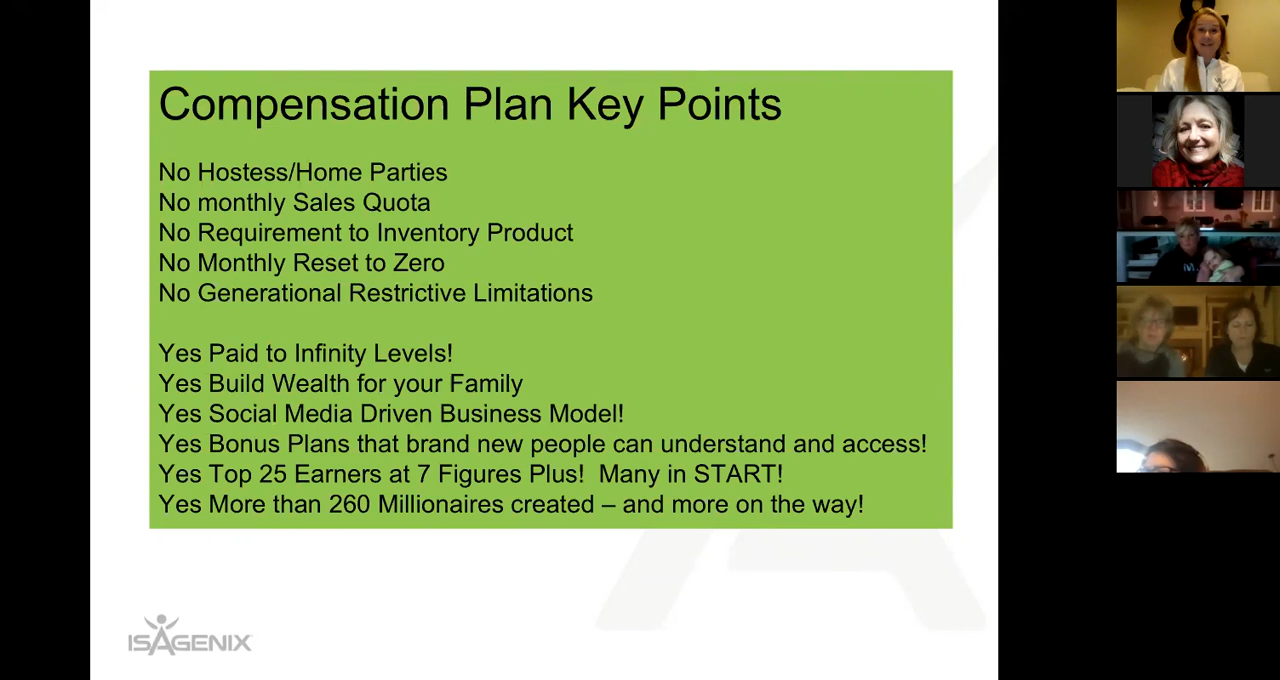 Compensation Plan Key Points
No Hostess/Home Parties
No monthly Sales Quota
No Requirement to Inventory Product
No Monthly Reset to Zero
No Generational Restrictive Limitations
Yes Paid to Infinity Levels!
Yes Build Wealth for your Family
Yes Social Media Driven Business Model!
Yes Bonus Plans that brand new people can understand and access!
Yes Top 25 Earners at 7 Figures Plus!  Many in START!
Yes More than 260 Millionaires created – and more on the way!
ISAGENIX